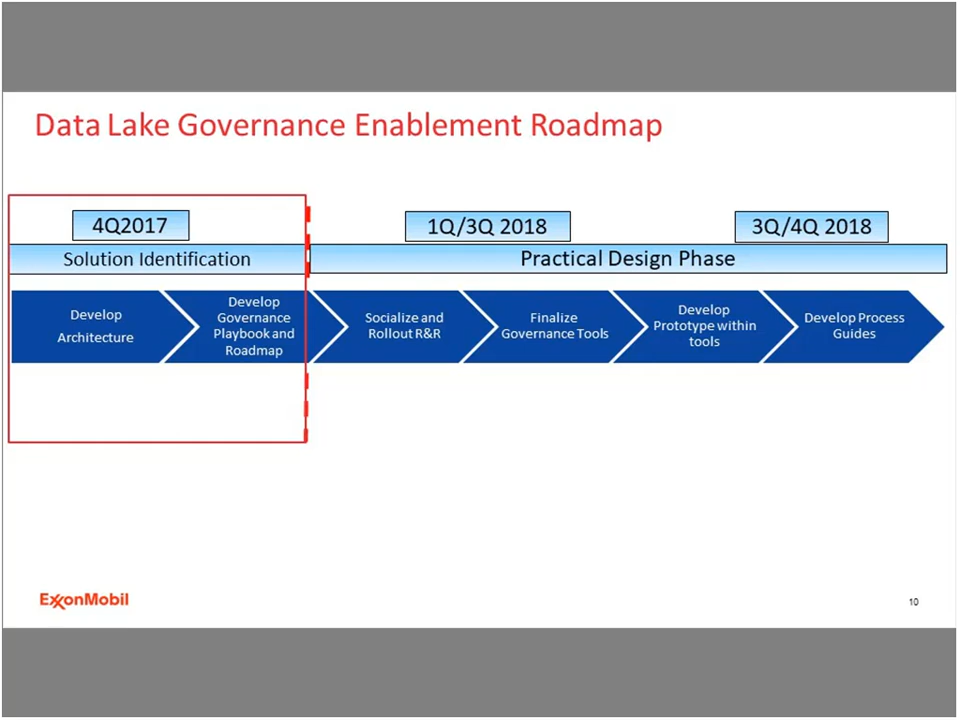 Data Lake Governance Enablement Roadmap
4Q2017
1Q/3Q 2018
3Q/4Q 2018
Solution Identification
Practical Design Phase
Develop
Architecture
Develop
Governance
Playbook and
Roadmap
Socialize and
Rollout R&R
Finalize
Governance Tools
Develop
Prototype within
tools
Develop Process
Guides
ExxonMobil
10